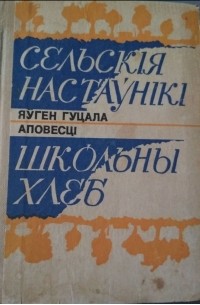 СЕЛЬСКІЯ
НАСТАЎНІКІ
ЯЎГЕН ГУЦАЛА
АПОВЕСЦІ
ШКОЛЬНЫ
ХЛЕБ